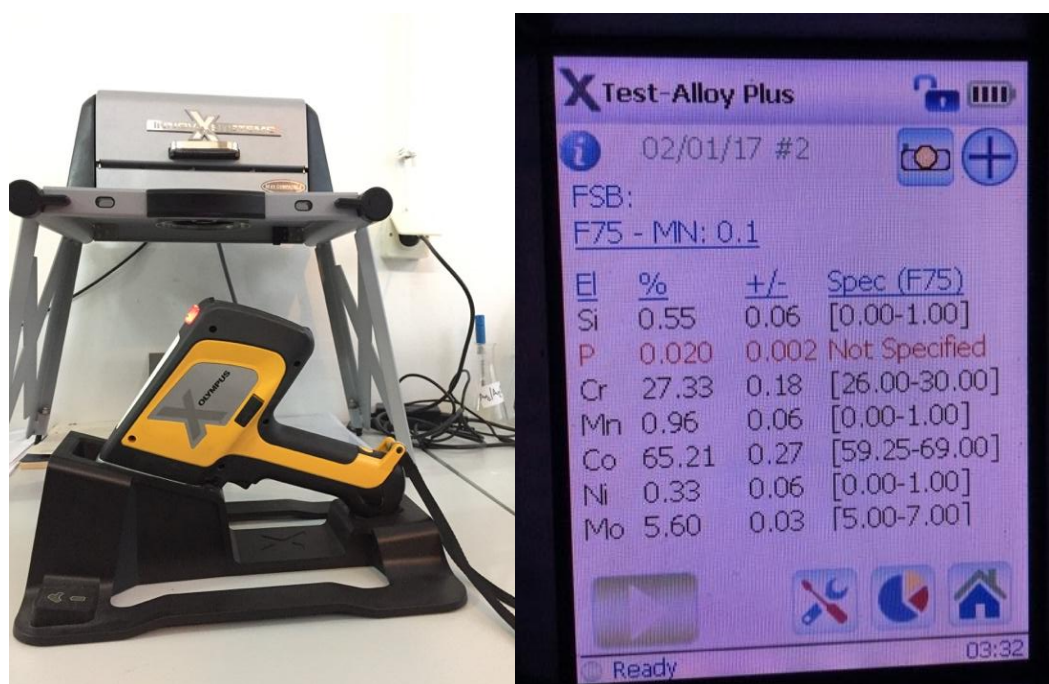 OLYMPUS
X
X Test-Alloy Plus
02/01/17 #2
FSB:
F75 - MN: 0.1
El % +/- Spec (F75)
Si 0.55 0.06 [0.00-1.00]
P 0.020 0.002 Not Specified
Cr 27.33 0.18 [26.00-30.00]
Mn 0.96 0.06 [0.00-1.00]
Co 65.21 0.27 [59.25-69.00]
Ni 0.33 0.06 [0.00-1.00]
Mo 5.60 0.03 [5.00-7.00]
Ready
03:32